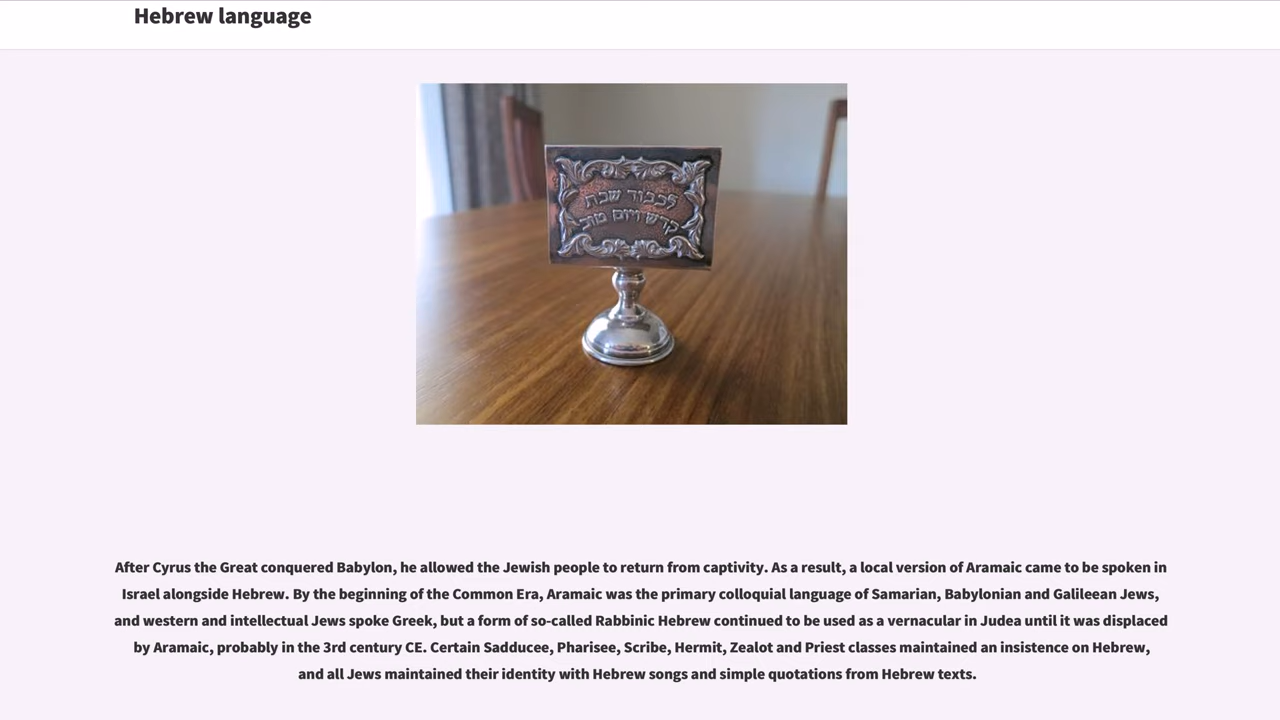 Hebrew language
לכבוד שבת
קדש ויום טוב
After Cyrus the Great conquered Babylon, he allowed the Jewish people to return from captivity. As a result, a local version of Aramaic came to be spoken in
Israel alongside Hebrew. By the beginning of the Common Era, Aramaic was the primary colloquial language of Samarian, Babylonian and Galileean Jews,
and western and intellectual Jews spoke Greek, but a form of so-called Rabbinic Hebrew continued to be used as a vernacular in Judea until it was displaced
by Aramaic, probably in the 3rd century CE. Certain Sadducee, Pharisee, Scribe, Hermit, Zealot and Priest classes maintained an insistence on Hebrew,
and all Jews maintained their identity with Hebrew songs and simple quotations from Hebrew texts.